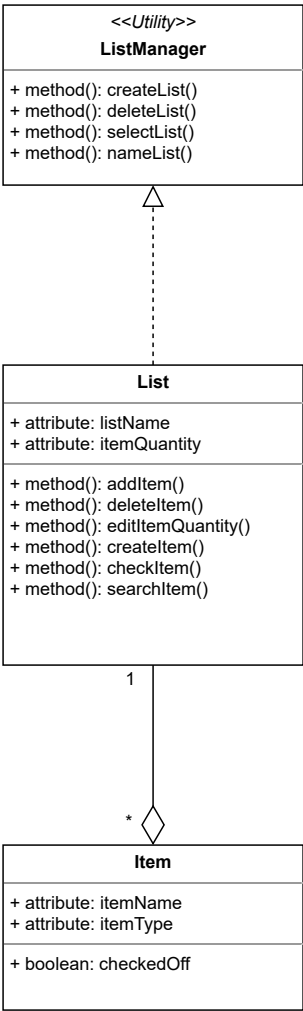 <<Utility>>
ListManager
+ method(): createList()
+ method(): deleteList()
+ method(): selectList()
+ method(): nameList()
List
+ attribute: listName
+ attribute: itemQuantity
+ method(): addItem()
+ method(): deleteItem()
+ method(): editItemQuantity()
+ method(): createItem()
+ method(): checkItem()
+ method(): searchItem()
1
*
Item
+ attribute: itemName
+ attribute: itemType
+ boolean: checkedOff